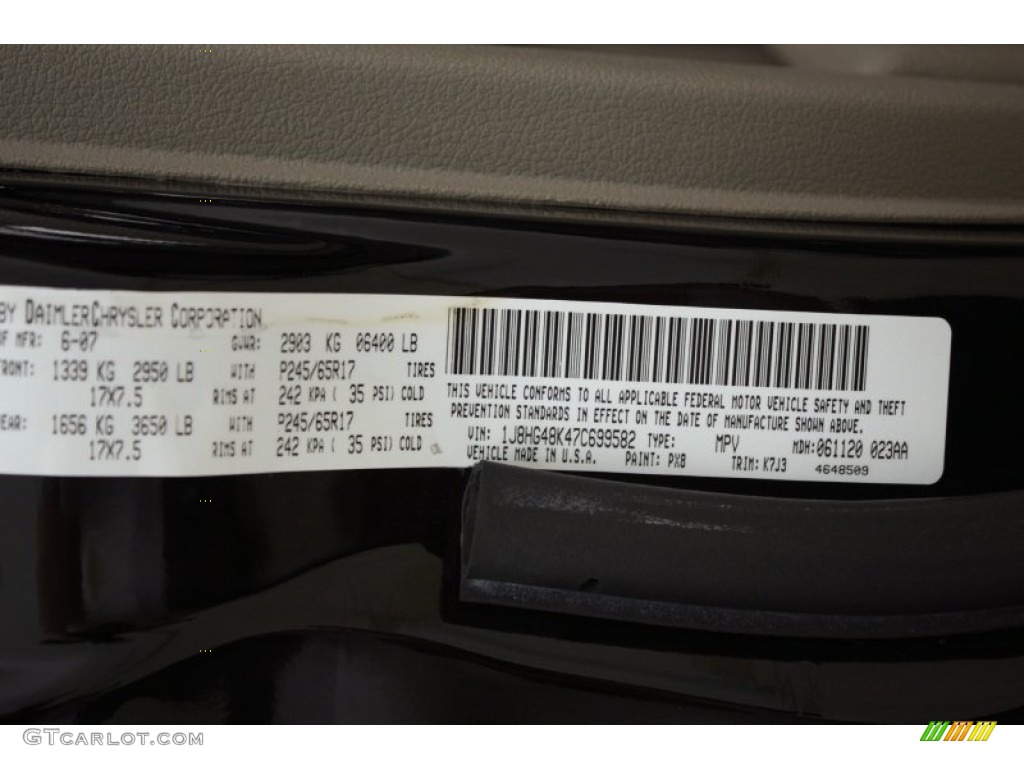 BY DAIMLERCHRYSLER CORPORATION
OF MFR: 6-07 GVWR: 2903 KG 06400 LB
RONT: 1339 KG 2950 LB WITH P245/65R17 TIRES
17X7.5 RIMS AT 242 KPA ( 35 PSI) COLD
EAR: 1656 KG 3650 LB WITH P245/65R17 TIRES
17X7.5 RIMS AT 242 KPA ( 35 PSI) COLD
THIS VEHICLE CONFORMS TO ALL APPLICABLE FEDERAL MOTOR VEHICLE SAFETY AND THEFT
PREVENTION STANDARDS IN EFFECT ON THE DATE OF MANUFACTURE SHOWN ABOVE.
VIN: 1J8HG48K47C699582 TYPE: MPV MDH:061120 023AA
VEHICLE MADE IN U.S.A. PAINT: PXB TRIM: K7J3 4648509
GTCarLot.com